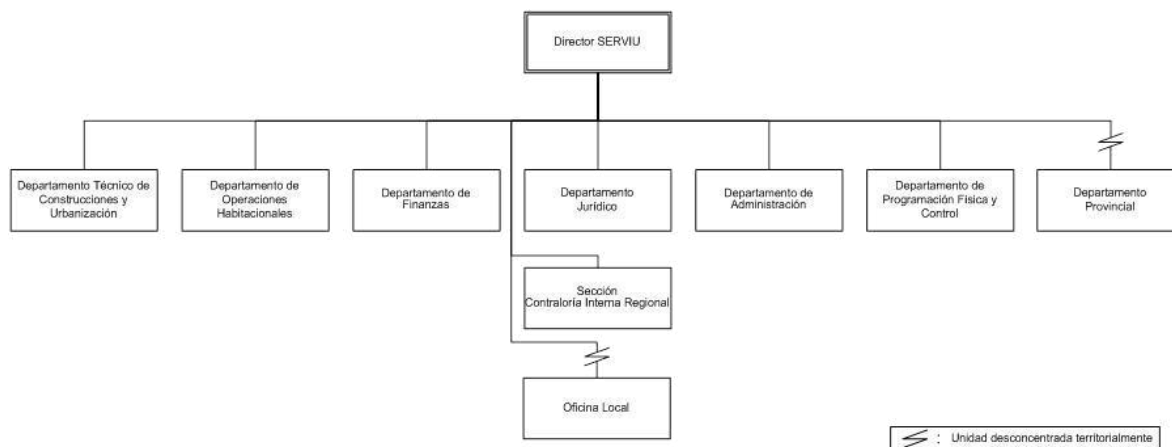 Director SERVIU
Departamento Técnico de
Construcciones y
Urbanización
Departamento de
Operaciones
Habitacionales
Departamento de
Finanzas
Departamento
Jurídico
Departamento de
Administración
Departamento de
Programación Física y
Control
Departamento
Provincial
Sección
Contraloría Interna Regional
Oficina Local
: Unidad desconcentrada territorialmente